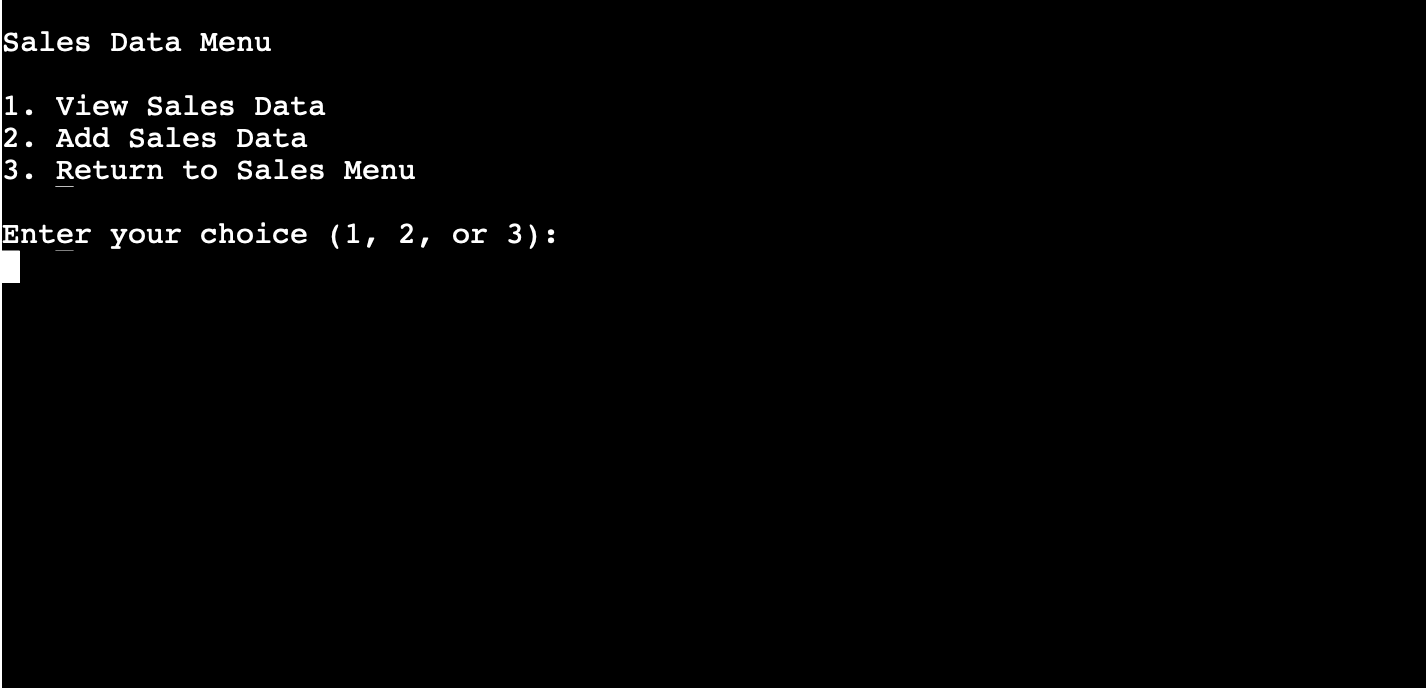 Sales Data Menu
1. View Sales Data
2. Add Sales Data
3. Return to Sales Menu
Enter your choice (1, 2, or 3):